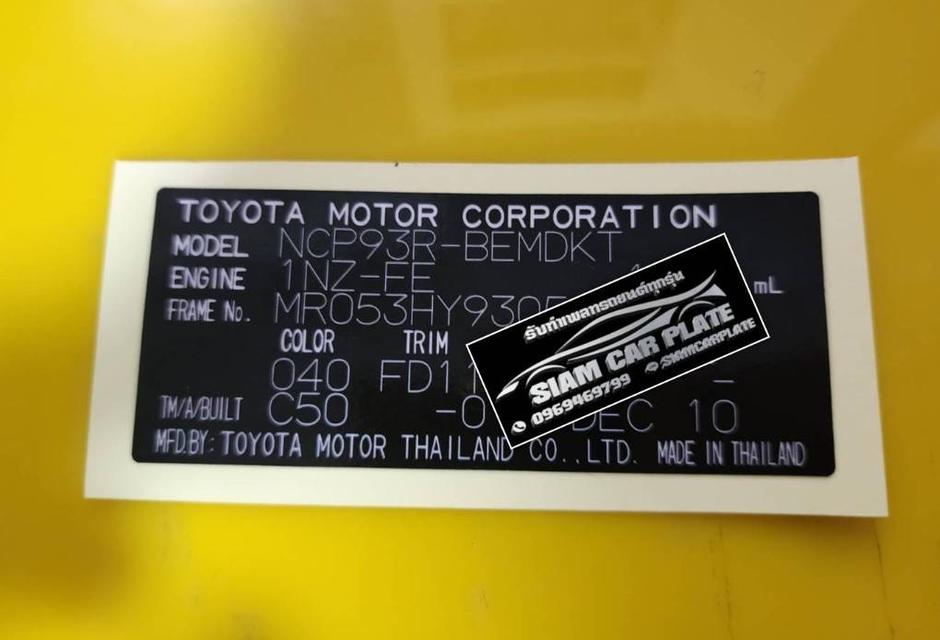 TOYOTA MOTOR CORPORATION
MODEL NCP93R-BEMDKT
ENGINE 1NZ-FE mL
FRAME No. MR053HY930
COLOR TRIM
040 FD11 -
TM/A/BUILT C50 -0 DEC 10
MFD.BY: TOYOTA MOTOR THAILAND CO.,LTD. MADE IN THAILAND
รับทำเพลทรถยนต์ทุกรุ่น
SIAM CAR PLATE
0969469799 @SIAMCARPLATE